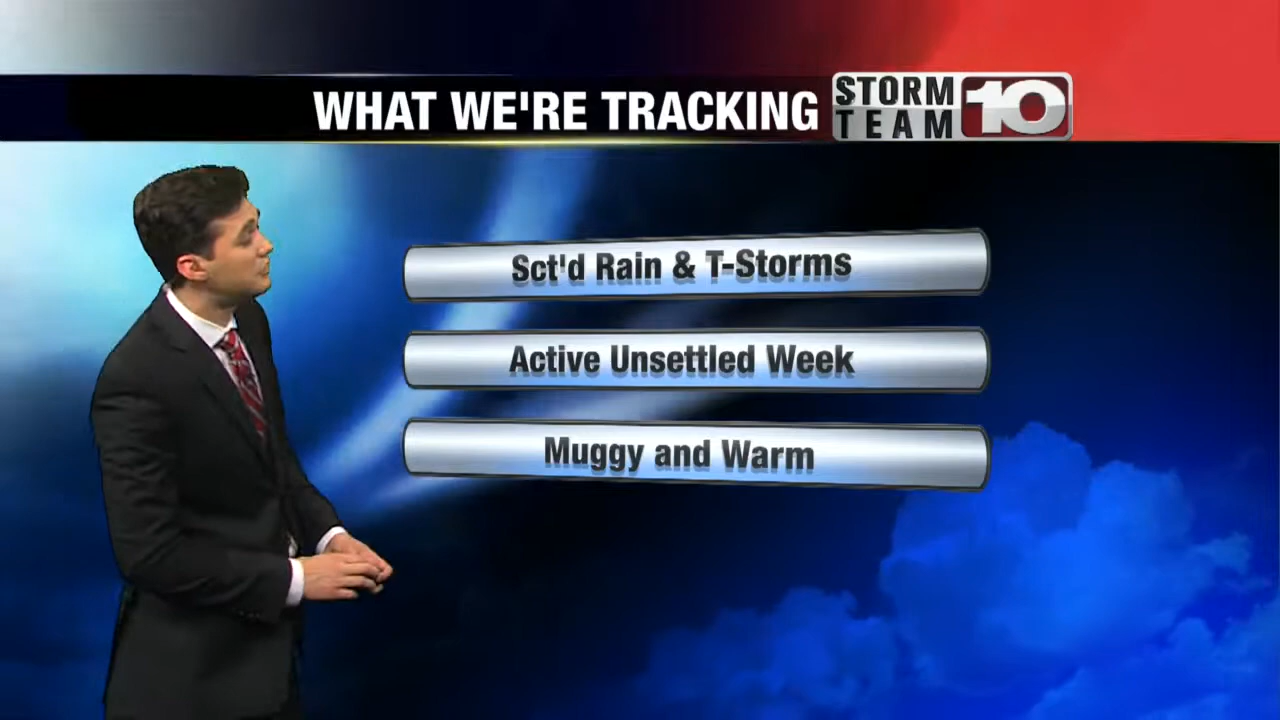 WHAT WE'RE TRACKING
STORM TEAM 10
Sct'd Rain & T-Storms
Active Unsettled Week
Muggy and Warm